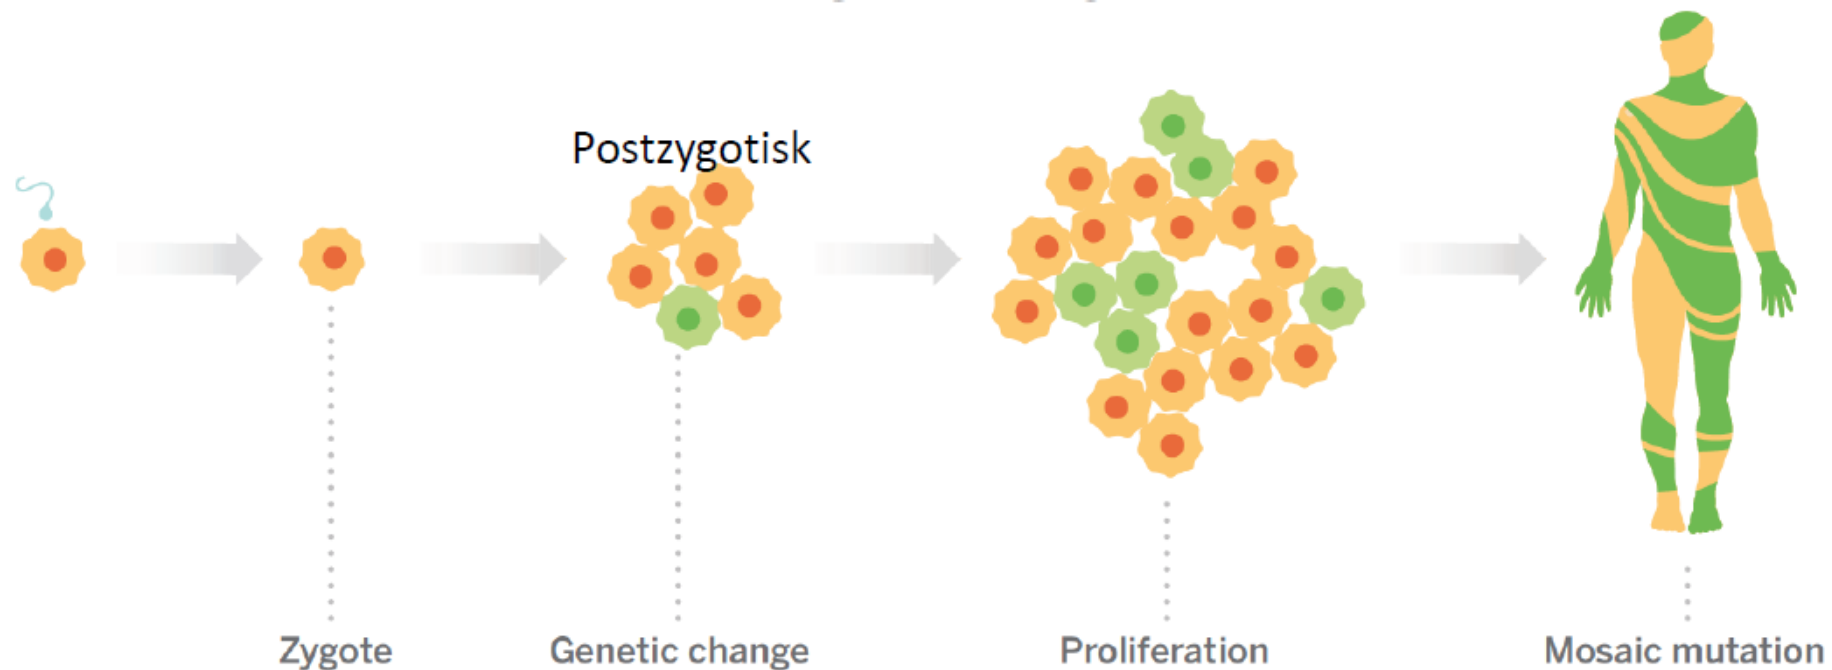 Postzygotisk
Zygote
Genetic change
Proliferation
Mosaic mutation